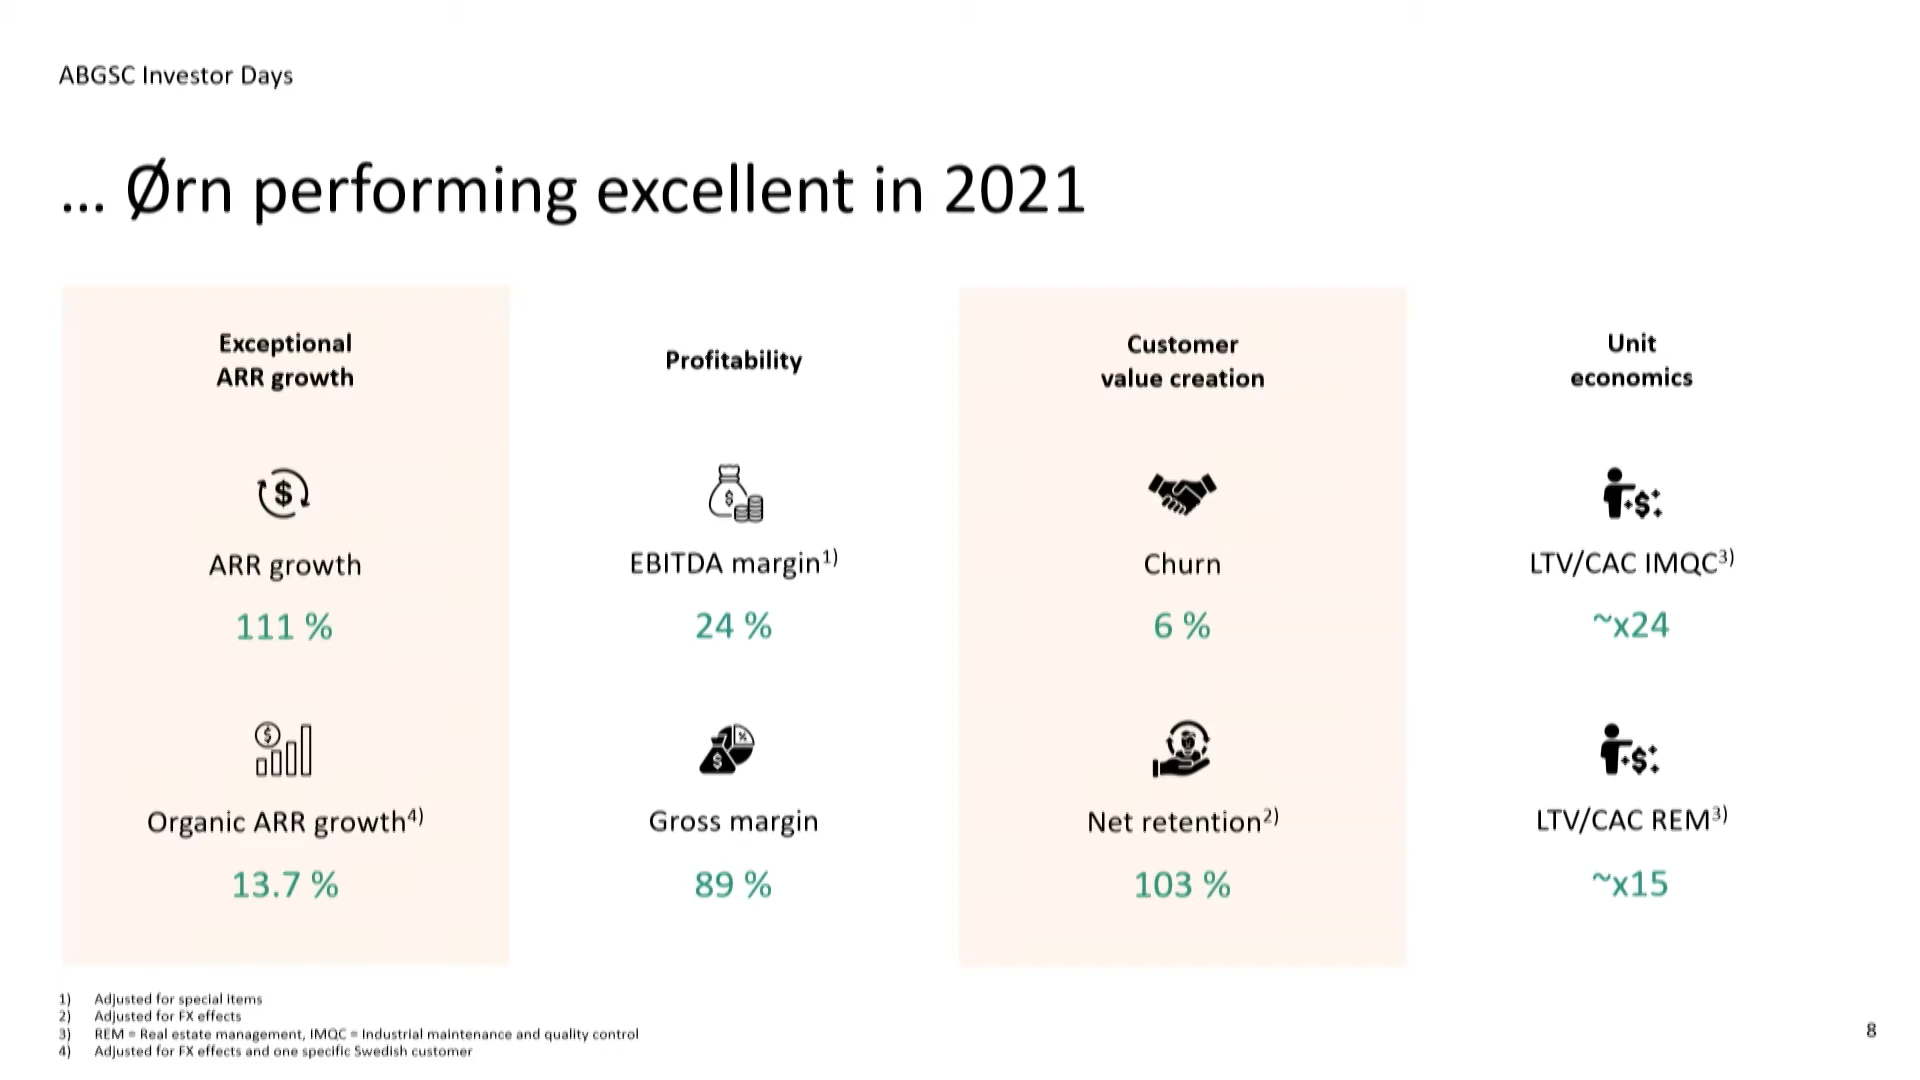 ABGSC Investor Days
... Ørn performing excellent in 2021
Exceptional
ARR growth
ARR growth
111 %
Organic ARR growth4)
13.7 %
Profitability
EBITDA margin1)
24 %
Gross margin
89 %
Customer
value creation
Churn
6 %
Net retention2)
103 %
Unit
economics
LTV/CAC IMQC3)
~x24
LTV/CAC REM3)
~x15
1) Adjusted for special items
2) Adjusted for FX effects
3) REM = Real estate management, IMQC = Industrial maintenance and quality control
4) Adjusted for FX effects and one specific Swedish customer
8